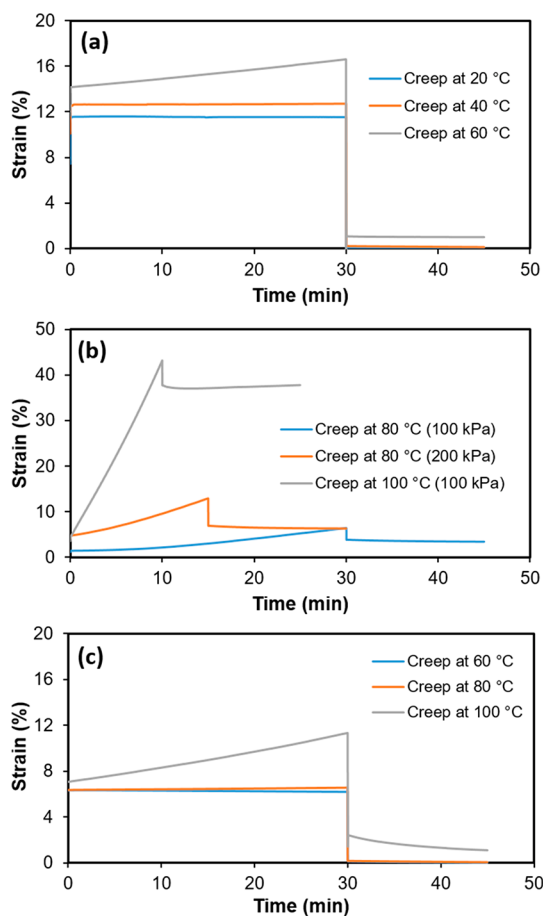 (a)
20
16
12
8
4
0
Strain (%)
Creep at 20 °C
Creep at 40 °C
Creep at 60 °C
0 10 20 30 40 50
Time (min)
(b)
50
40
30
20
10
0
Strain (%)
Creep at 80 °C (100 kPa)
Creep at 80 °C (200 kPa)
Creep at 100 °C (100 kPa)
0 10 20 30 40 50
Time (min)
(c)
20
16
12
8
4
0
Strain (%)
Creep at 60 °C
Creep at 80 °C
Creep at 100 °C
0 10 20 30 40 50
Time (min)